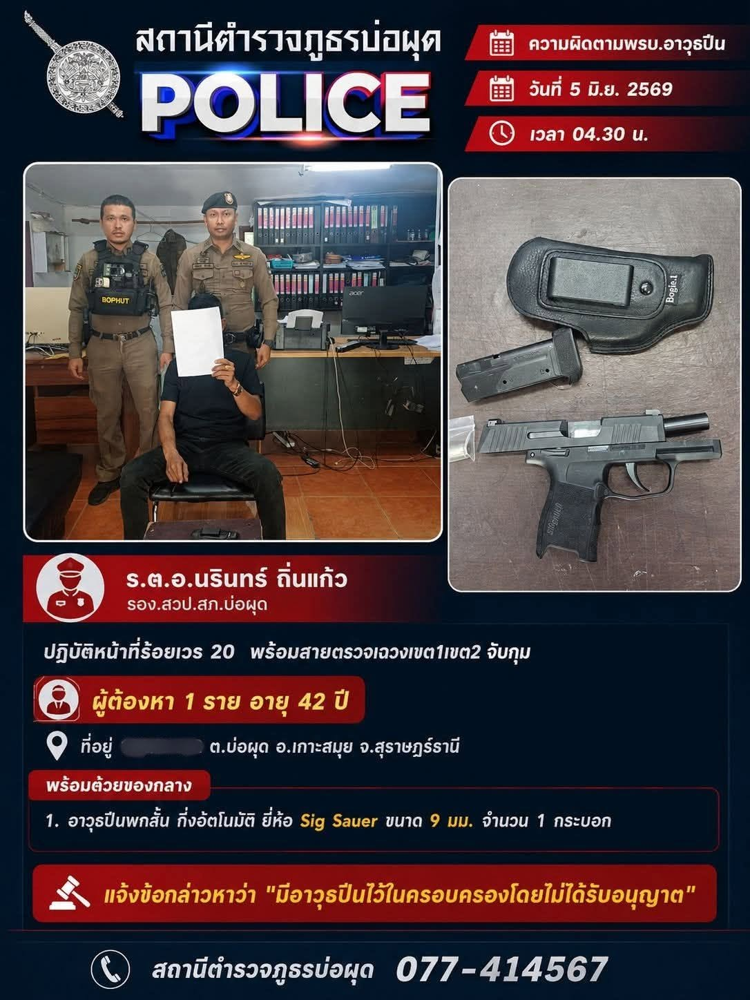 สถานีตำรวจภูธรบ่อผุด
POLICE
ความผิดตามพรบ.อาวุธปืน
วันที่ 5 มิ.ย. 2569
เวลา 04.30 น.
BOPHUT
acer
Bogie.1
SIG SAUER
ร.ต.อ.นรินทร์ ถิ่นแก้ว
รอง.สวป.สภ.บ่อผุด
ปฏิบัติหน้าที่ร้อยเวร 20 พร้อมสายตรวจเฉวงเขต1เขต2 จับกุม
ผู้ต้องหา 1 ราย อายุ 42 ปี
ที่อยู่ ต.บ่อผุด อ.เกาะสมุย จ.สุราษฎร์ธานี
พร้อมด้วยของกลาง
1. อาวุธปืนพกสั้น กึ่งอัตโนมัติ ยี่ห้อ Sig Sauer ขนาด 9 มม. จำนวน 1 กระบอก
แจ้งข้อกล่าวหาว่า "มีอาวุธปืนไว้ในครอบครองโดยไม่ได้รับอนุญาต"
สถานีตำรวจภูธรบ่อผุด 077-414567